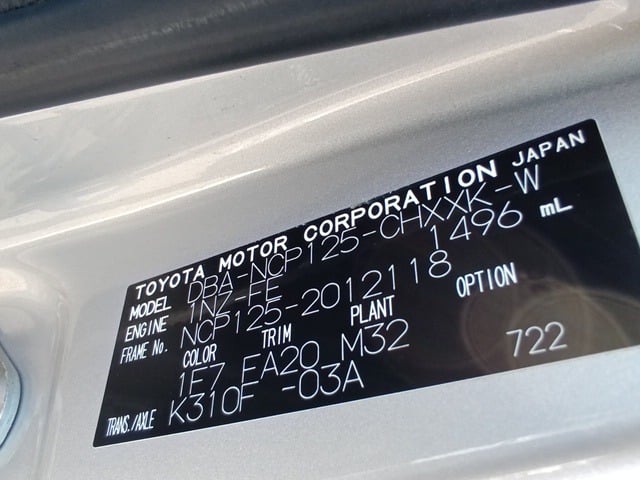 TOYOTA MOTOR CORPORATION JAPAN
MODEL DBA-NCP125-CHXXK-W
ENGINE 1NZ-FE 1496 mL
FRAME No. NCP125-2012118
COLOR TRIM PLANT OPTION
1E7 FA20 M32 722
TRANS./AXLE K310F -03A